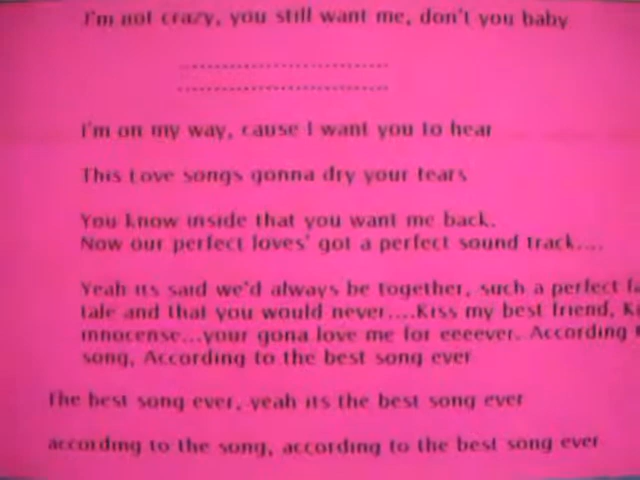 I'm not crazy, you still want me, don't you baby
........................................
........................................
I'm on my way, cause I want you to hear
This Love songs gonna dry your tears
You know inside that you want me back.
Now our perfect loves' got a perfect sound track....
Yeah its said we'd always be together, such a perfect fa
tale and that you would never....Kiss my best friend, Ki
innocense...your gona love me for eeeever. According
song, According to the best song ever
The best song ever, yeah its the best song ever
according to the song, according to the best song ever